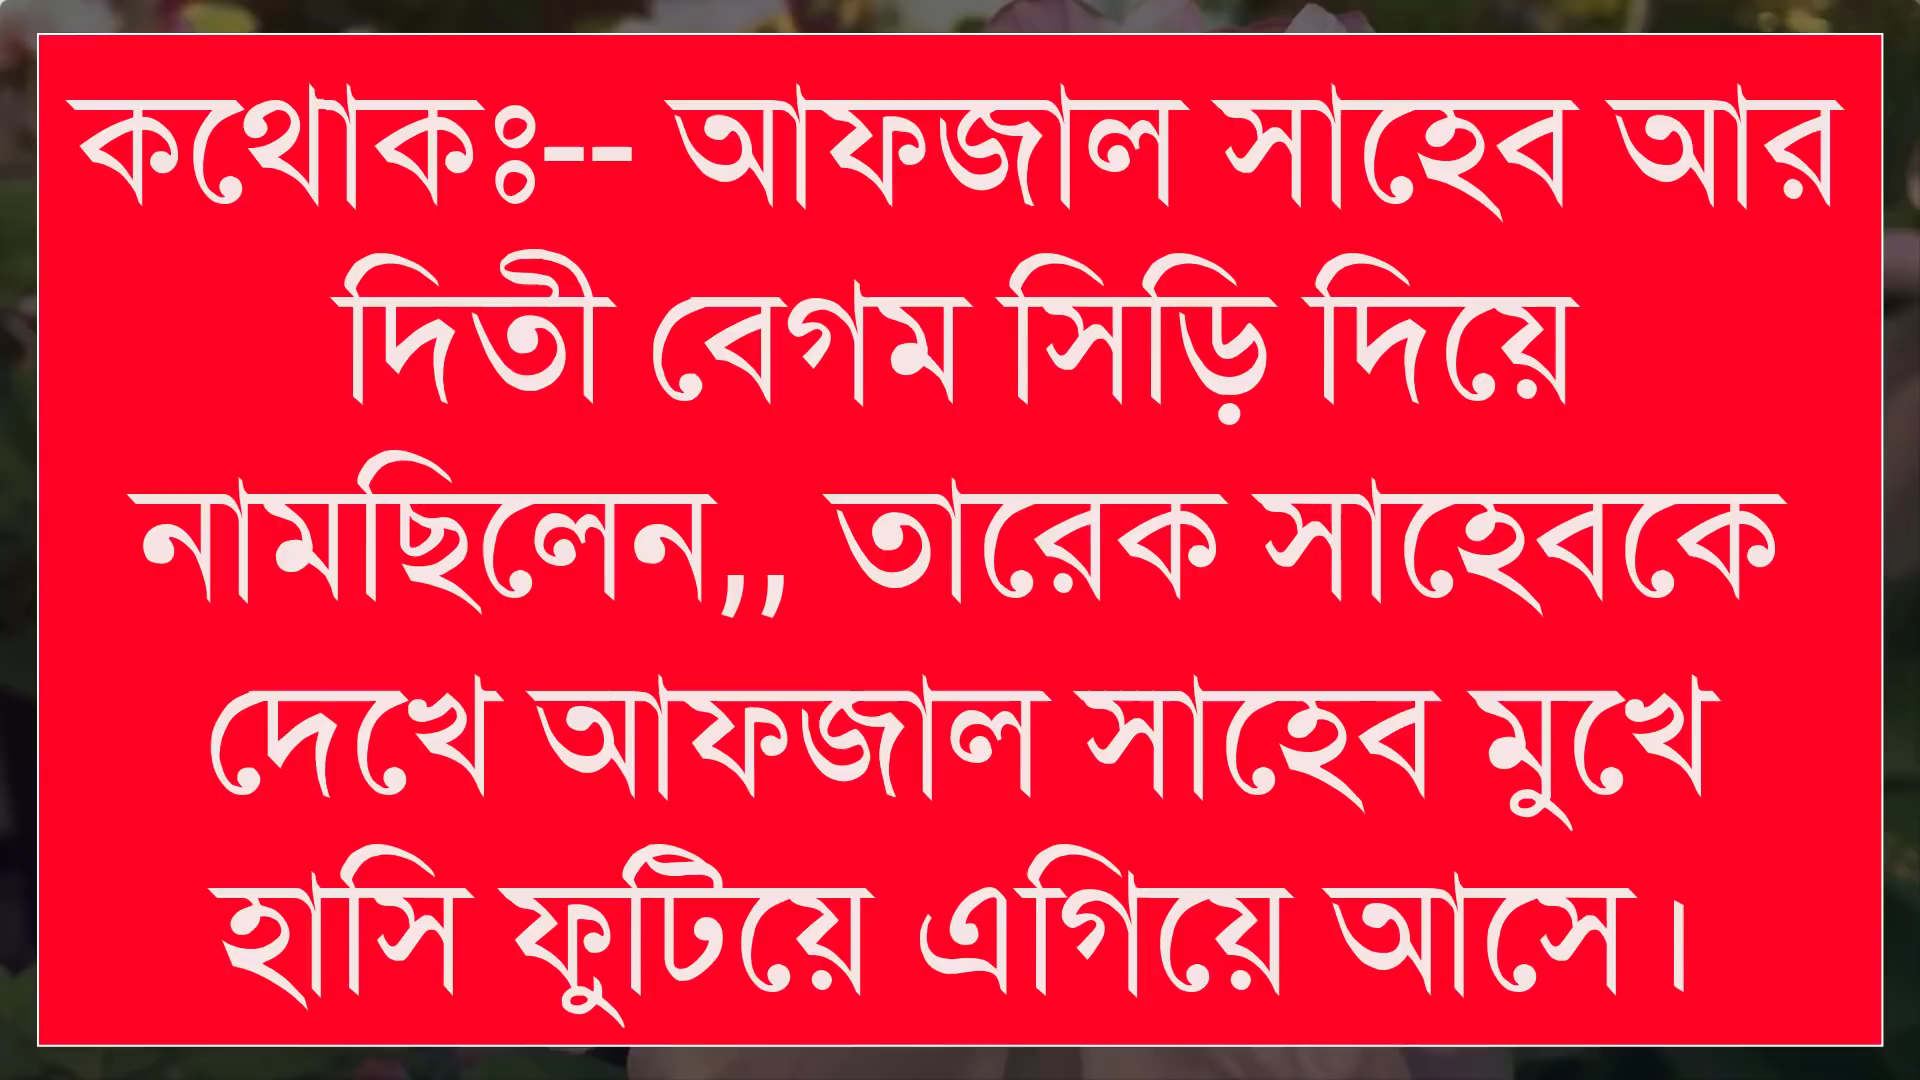 কথোকঃ-- আফজাল সাহেব আর
দিতী বেগম সিড়ি দিয়ে
নামছিলেন,, তারেক সাহেবকে
দেখে আফজাল সাহেব মুখে
হাসি ফুটিয়ে এগিয়ে আসে।